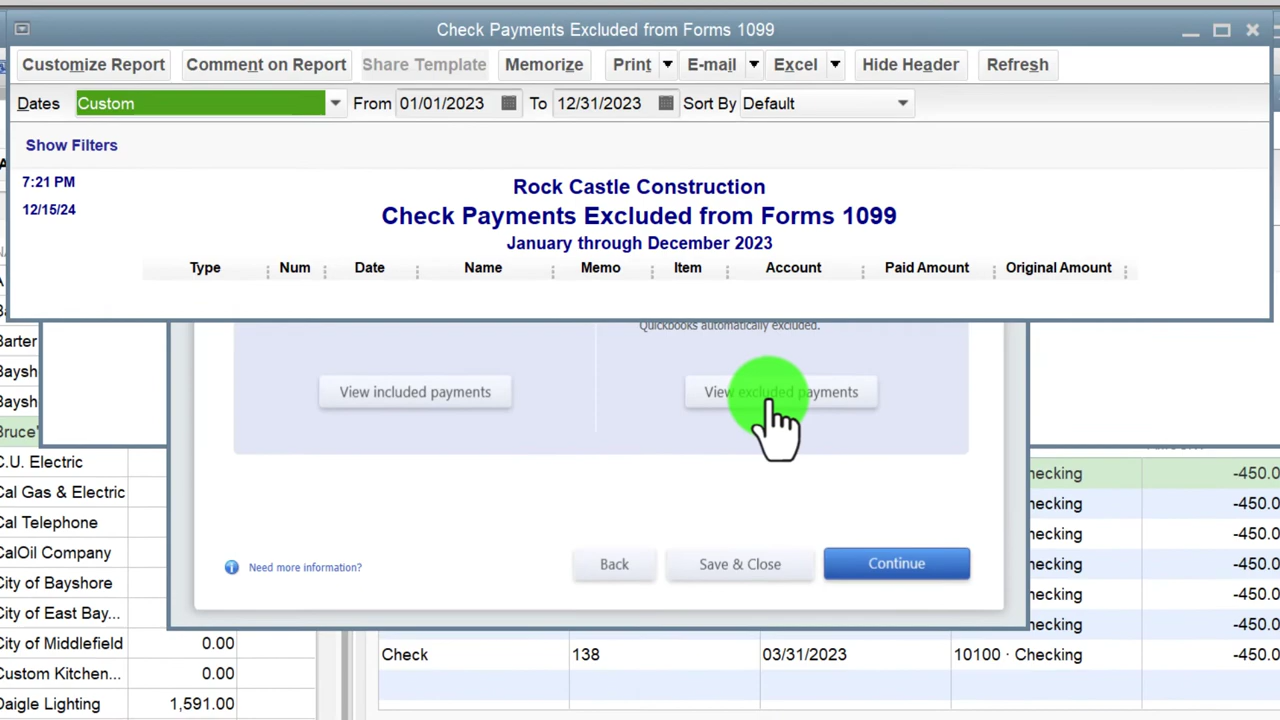 Check Payments Excluded from Forms 1099
Customize Report Comment on Report Share Template Memorize Print E-mail Excel Hide Header Refresh
Dates Custom From 01/01/2023 To 12/31/2023 Sort By Default
Show Filters
7:21 PM
12/15/24
Rock Castle Construction
Check Payments Excluded from Forms 1099
January through December 2023
Type Num Date Name Memo Item Account Paid Amount Original Amount
Quickbooks automatically excluded.
Barter
Baysh
Baysh
Bruce'
View included payments View excluded payments
C.U. Electric
Cal Gas & Electric
Cal Telephone
CalOil Company
City of Bayshore
City of East Bay...
City of Middlefield 0.00
Custom Kitchen... 0.00
Daigle Lighting 1,591.00
Need more information?
Back Save & Close Continue
hecking -450.0
hecking
hecking
hecking
hecking
hecking
-450.0
-450.0
-450.0
-450.0
-450.0
Check 138 03/31/2023 10100 · Checking -450.0